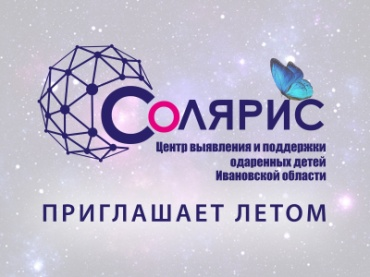 Солярис
Центр выявления и поддержки
одаренных детей
Ивановской области
ПРИГЛАШАЕТ ЛЕТОМ